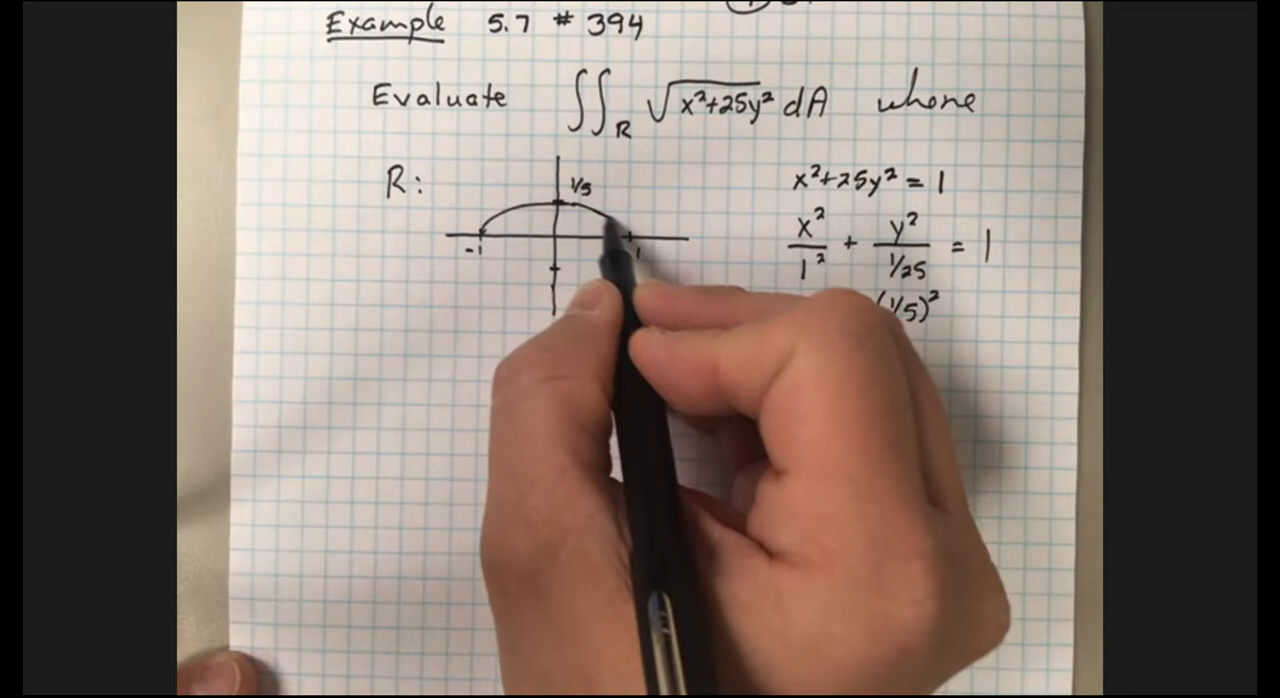 Example 5.7 # 394
Evaluate ∬_R √(x²+25y²) dA where
R:
1/5
-1
1
x²+25y² = 1
x²/1² + y²/(1/25) = 1
(1/5)²